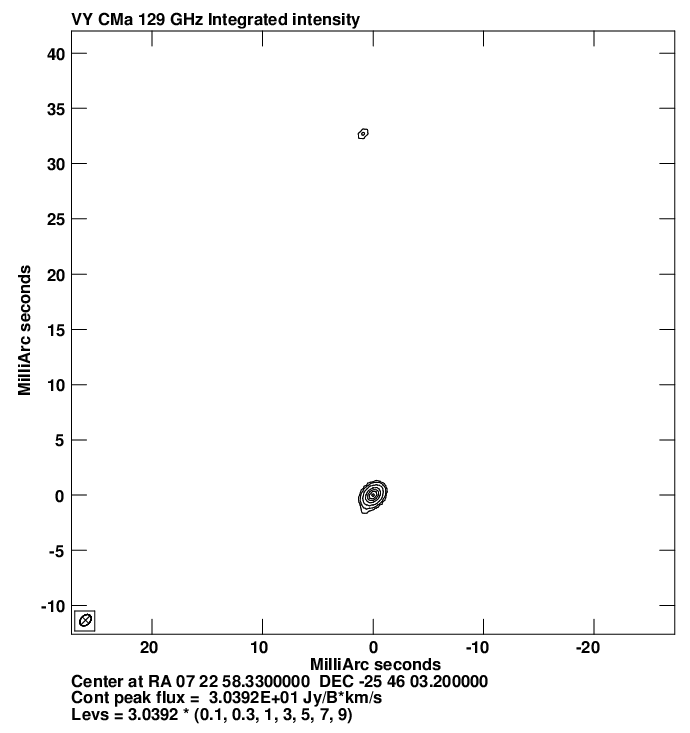 VY CMa 129 GHz Integrated intensity
40
35
30
25
20
15
10
5
0
-5
-10
MilliArc seconds
20 10 0 -10 -20
MilliArc seconds
Center at RA 07 22 58.3300000 DEC -25 46 03.200000
Cont peak flux = 3.0392E+01 Jy/B*km/s
Levs = 3.0392 * (0.1, 0.3, 1, 3, 5, 7, 9)